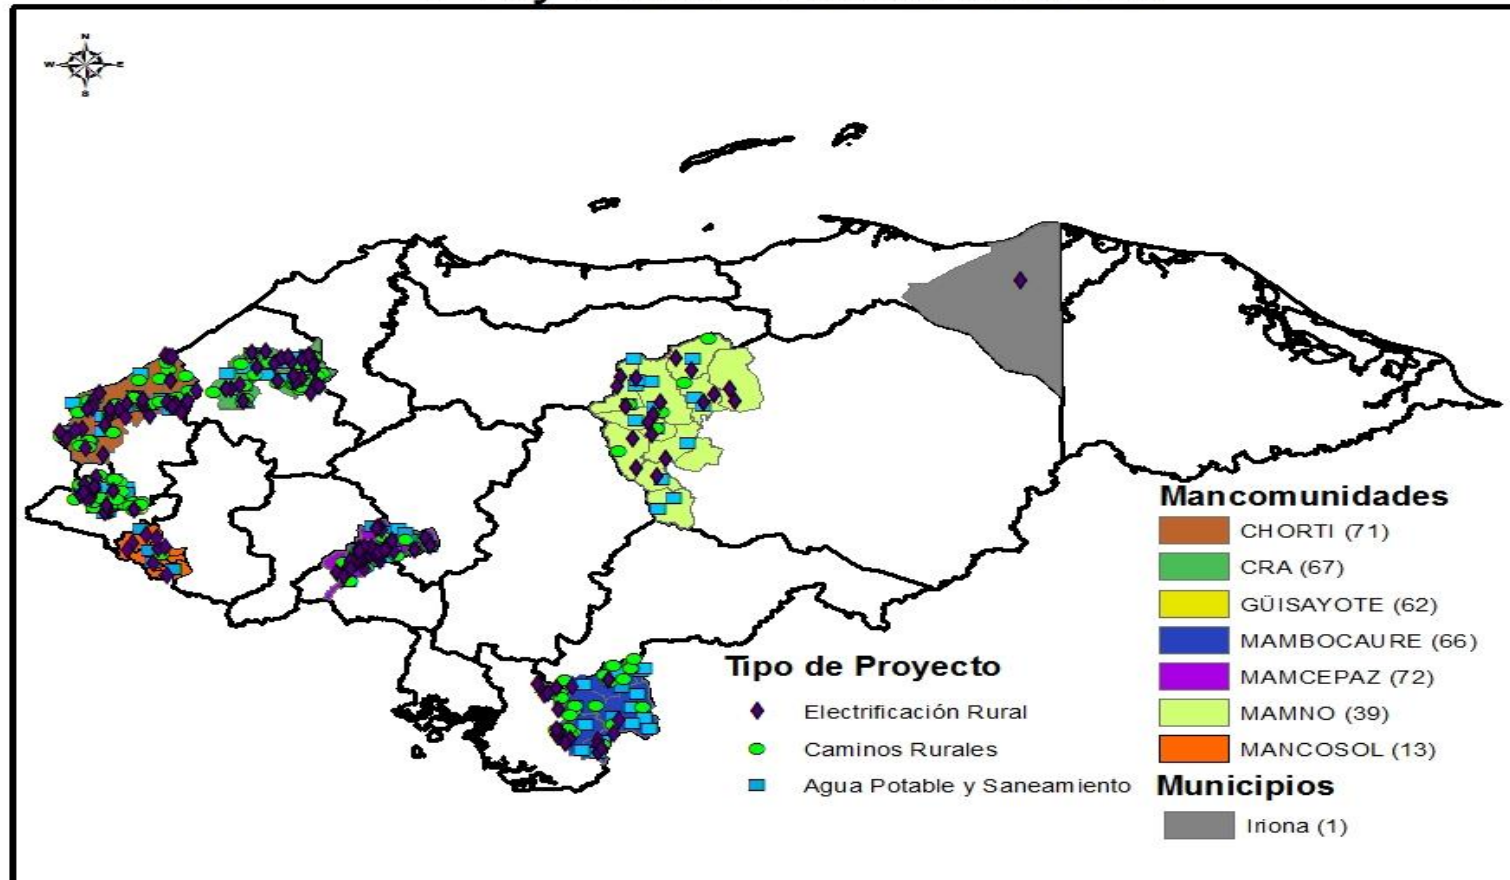 N
W E
S
Mancomunidades
CHORTI (71)
CRA (67)
GÜISAYOTE (62)
MAMBOCAURE (66)
MAMCEPAZ (72)
MAMNO (39)
MANCOSOL (13)
Municipios
Iriona (1)
Tipo de Proyecto
Electrificación Rural
Caminos Rurales
Agua Potable y Saneamiento